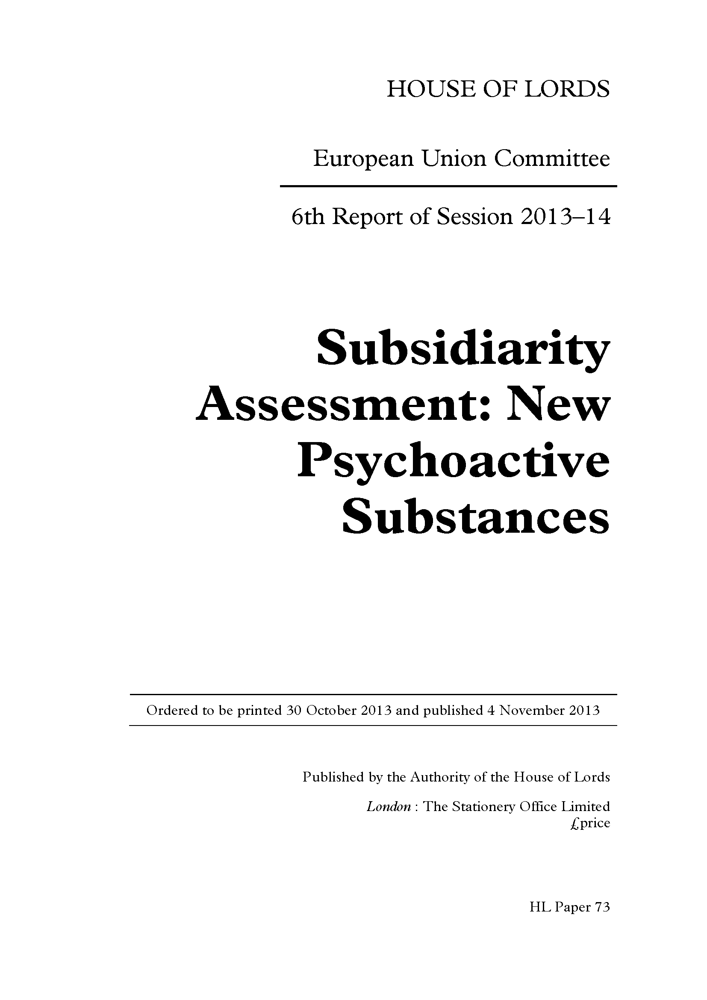 HOUSE OF LORDS
European Union Committee
6th Report of Session 2013–14
Subsidiarity
Assessment: New
Psychoactive
Substances
Ordered to be printed 30 October 2013 and published 4 November 2013
Published by the Authority of the House of Lords
London : The Stationery Office Limited
£price
HL Paper 73